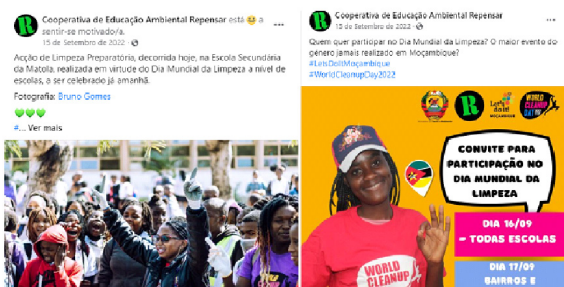 Cooperativa de Educação Ambiental Repensar está a
sentir-se motivado/a.
15 de Setembro de 2022
Acção de Limpeza Preparatória, decorrida hoje, na Escola Secundária
da Matola, realizada em virtude do Dia Mundial da Limpeza a nível de
escolas, a ser celebrado já amanhã.
Fotografia: Bruno Gomes
#... Ver mais
Cooperativa de Educação Ambiental Repensar
15 de Setembro de 2022
Quem quer participar no Dia Mundial da Limpeza? O maior evento do
género jamais realizado em Moçambique?
#LetsDoItMoçambique
#WorldCleanupDay2022
R
Let's
do it!
MOÇAMBIQUE
WORLD
CLEANUP
DAY
CONVITE PARA
PARTICIPAÇÃO NO
DIA MUNDIAL DA
LIMPEZA
DIA 16/09
– TODAS ESCOLAS
DIA 17/09
BAIRROS E
WORLD CLEANUP